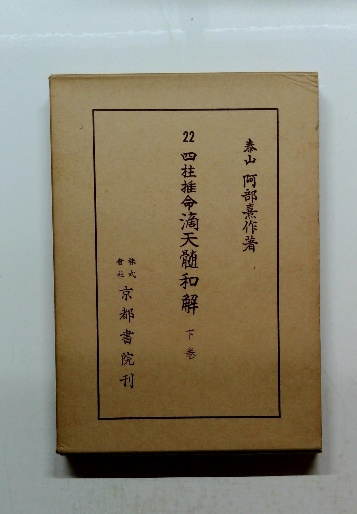 泰山 阿部熹作著
22 四柱推命滴天髄和解 下巻
株式會社 京都書院刊